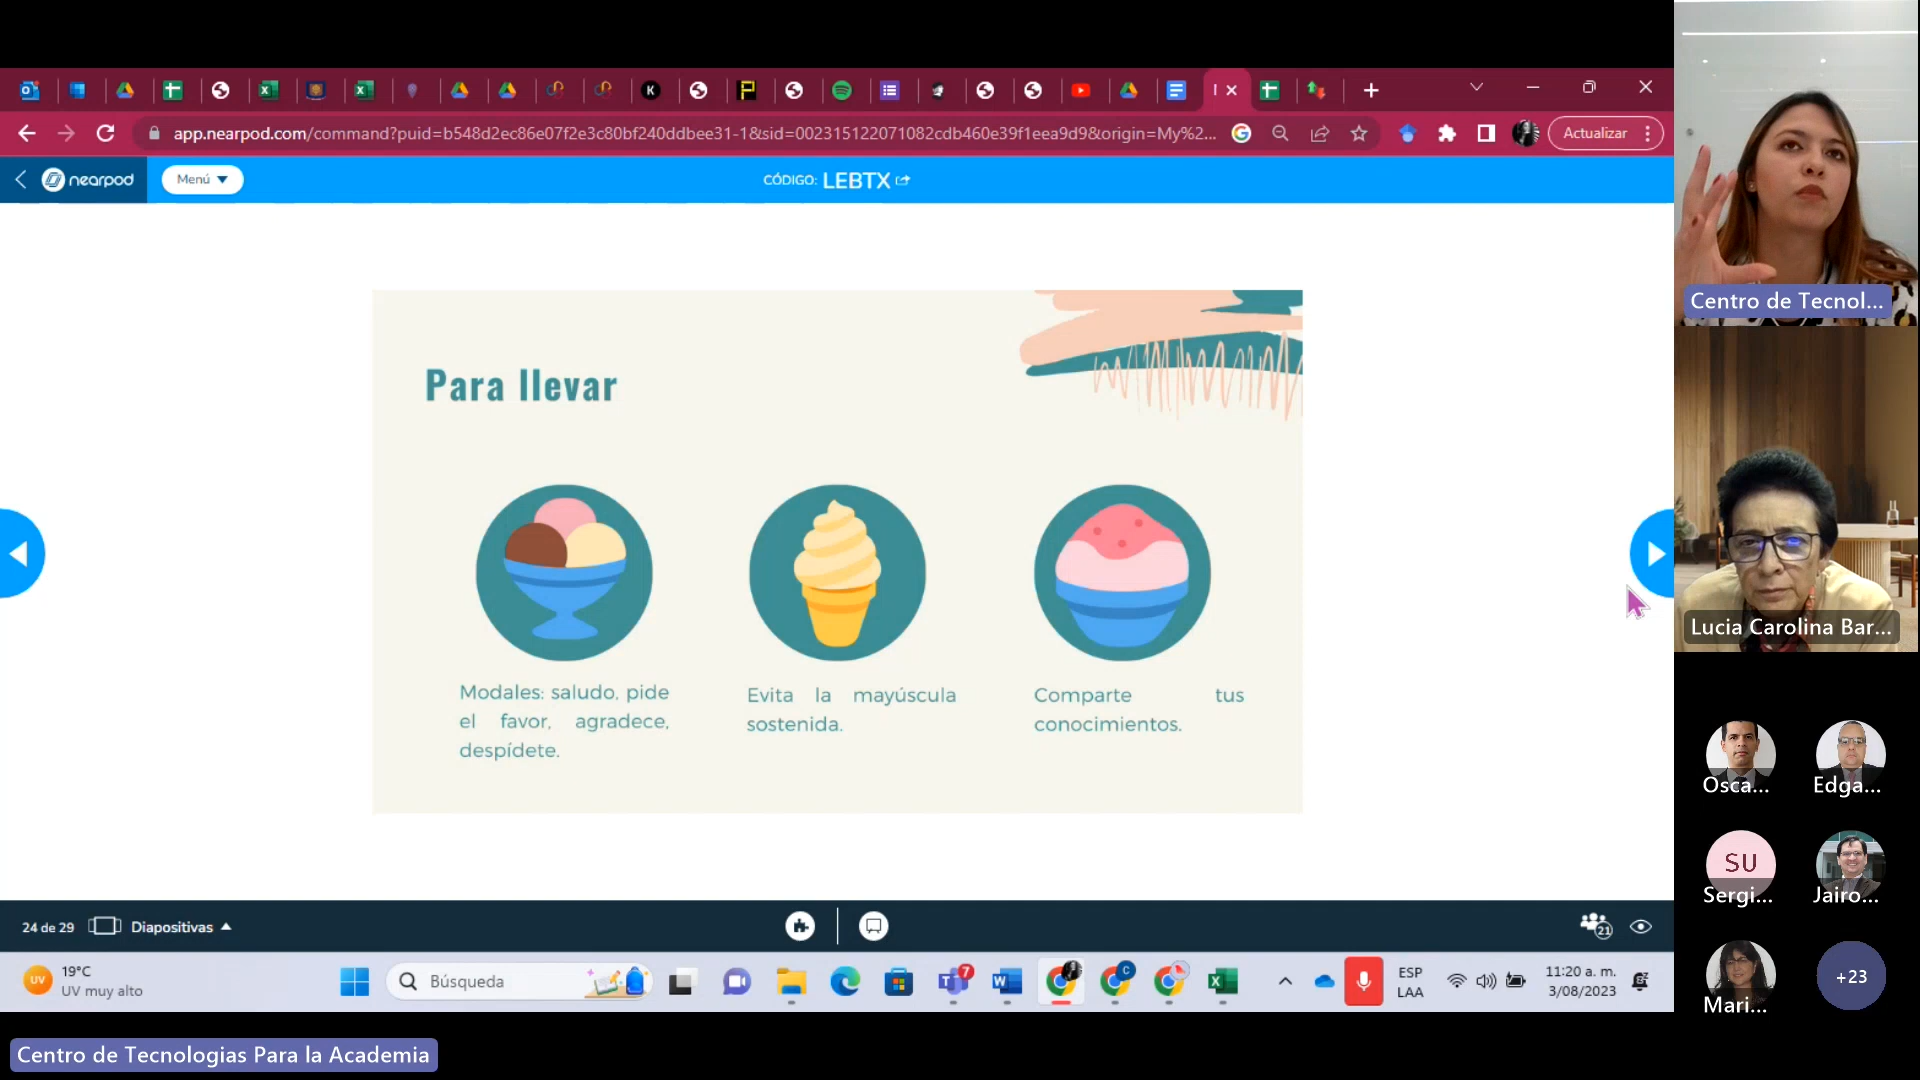 app.nearpod.com/command?puid=b548d2ec86e07f2e3c80bf240ddbee31-1&sid=002315122071082cdb460e39f1eea9d9&origin=My%2...
Actualizar
nearpod
Menú
CÓDIGO: LEBTX
Para llevar
Modales: saludo, pide
el favor, agradece,
despídete.
Evita la mayúscula
sostenida.
Comparte tus
conocimientos.
24 de 29
Diapositivas
21
UV
19°C
UV muy alto
Búsqueda
7
ESP
LAA
11:20 a. m.
3/08/2023
Centro de Tecnologias Para la Academia
Centro de Tecnol...
Lucia Carolina Bar...
Osca...
Edga...
SU
Sergi...
Jairo...
Mari...
+23